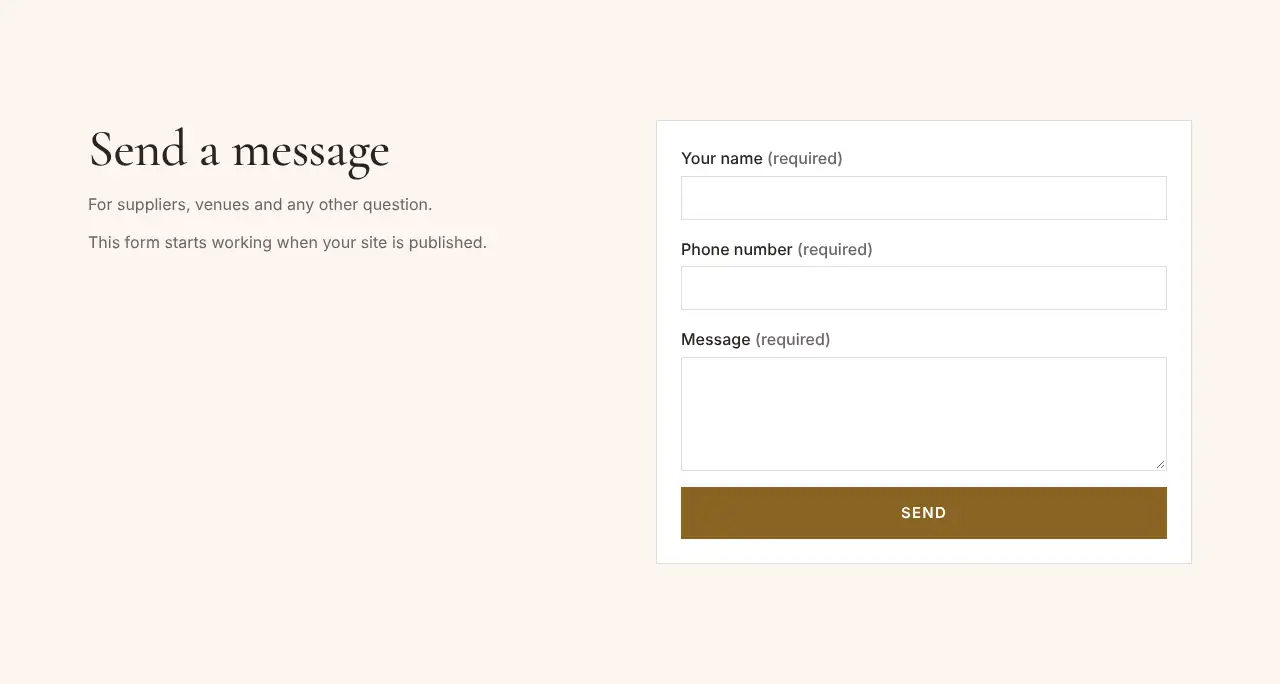 Send a message
For suppliers, venues and any other question.
This form starts working when your site is published.
Your name (required)
Phone number (required)
Message (required)
SEND